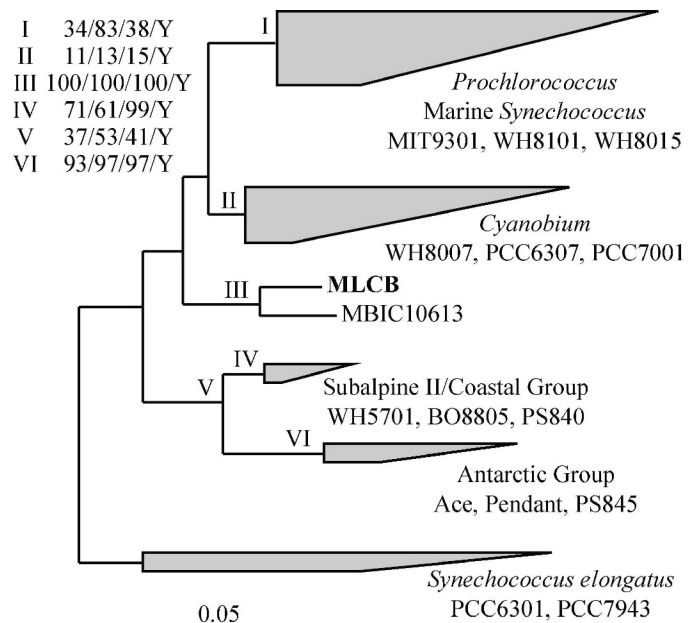 I 34/83/38/Y
II 11/13/15/Y
III 100/100/100/Y
IV 71/61/99/Y
V 37/53/41/Y
VI 93/97/97/Y
I
Prochlorococcus
Marine Synechococcus
MIT9301, WH8101, WH8015
II
Cyanobium
WH8007, PCC6307, PCC7001
III
MLCB
MBIC10613
IV
V
Subalpine II/Coastal Group
WH5701, BO8805, PS840
VI
Antarctic Group
Ace, Pendant, PS845
Synechococcus elongatus
PCC6301, PCC7943
0.05